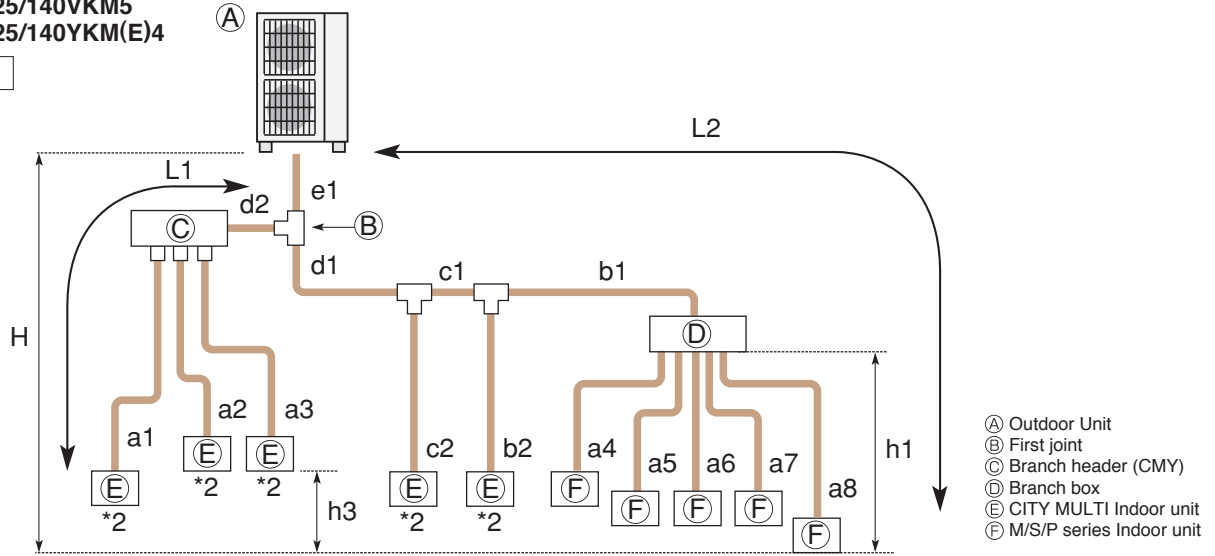 25/140VKM5
25/140YKM(E)4
Ⓐ
L2
L1
e1
d2
Ⓒ
Ⓑ
d1
c1
b1
H
Ⓓ
a1
a2
a3
c2
b2
a4
a5
a6
a7
a8
h1
h3
Ⓔ
*2
Ⓔ
*2
Ⓔ
*2
Ⓔ
*2
Ⓔ
*2
Ⓕ
Ⓕ
Ⓕ
Ⓕ
Ⓕ
Ⓐ Outdoor Unit
Ⓑ First joint
Ⓒ Branch header (CMY)
Ⓓ Branch box
Ⓔ CITY MULTI Indoor unit
Ⓕ M/S/P series Indoor unit